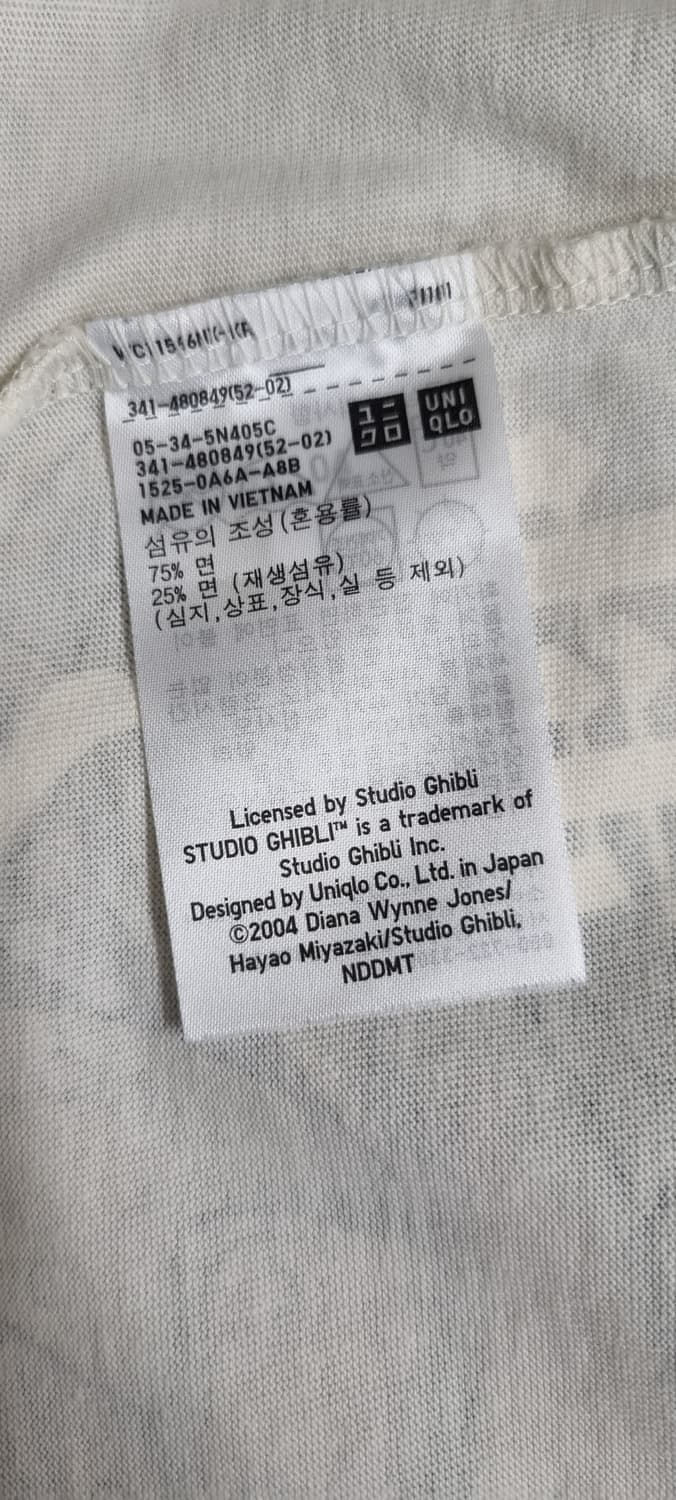 341-480849(52-02)
05-34-5N405C
341-480849(52-02)
1525-0A6A-A8B
MADE IN VIETNAM
ユニ
クロ
UNI
QLO
섬유의 조성(혼용률)
75% 면
25% 면 (재생섬유)
(심지,상표,장식,실 등 제외)
Licensed by Studio Ghibli
STUDIO GHIBLI™ is a trademark of
Studio Ghibli Inc.
Designed by Uniqlo Co., Ltd. in Japan
©2004 Diana Wynne Jones/
Hayao Miyazaki/Studio Ghibli,
NDDMT